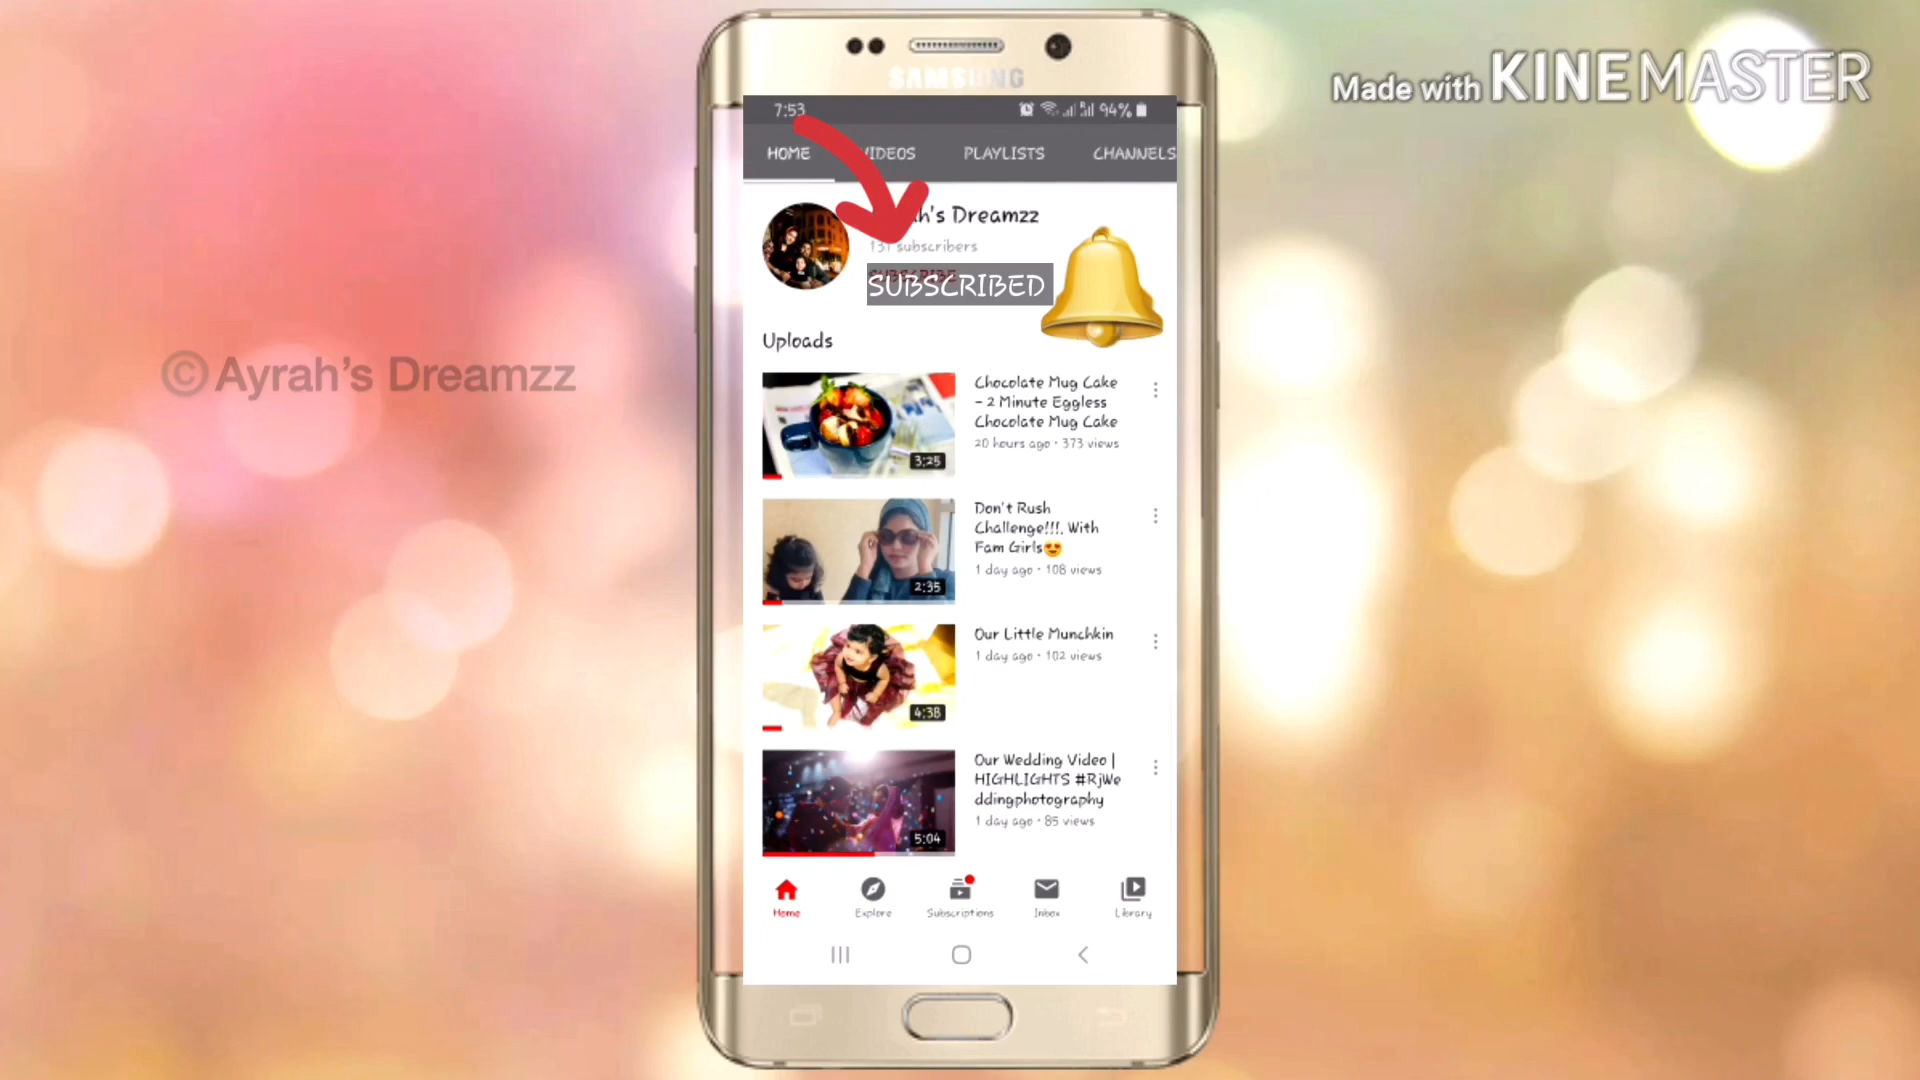 Made with KINEMASTER
SAMSUNG
7:53
94%
HOME VIDEOS PLAYLISTS CHANNELS
h's Dreamzz
131 subscribers
SUBSCRIBE
SUBSCRIBED
© Ayrah's Dreamzz
Uploads
Chocolate Mug Cake
- 2 Minute Eggless
Chocolate Mug Cake
20 hours ago · 373 views
3:25
Don't Rush
Challenge!!!. With
Fam Girls😍
1 day ago · 108 views
2:35
Our Little Munchkin
1 day ago · 102 views
4:38
Our Wedding Video |
HIGHLIGHTS #RjWe
ddingphotography
1 day ago · 85 views
5:04
Home Explore Subscriptions Inbox Library